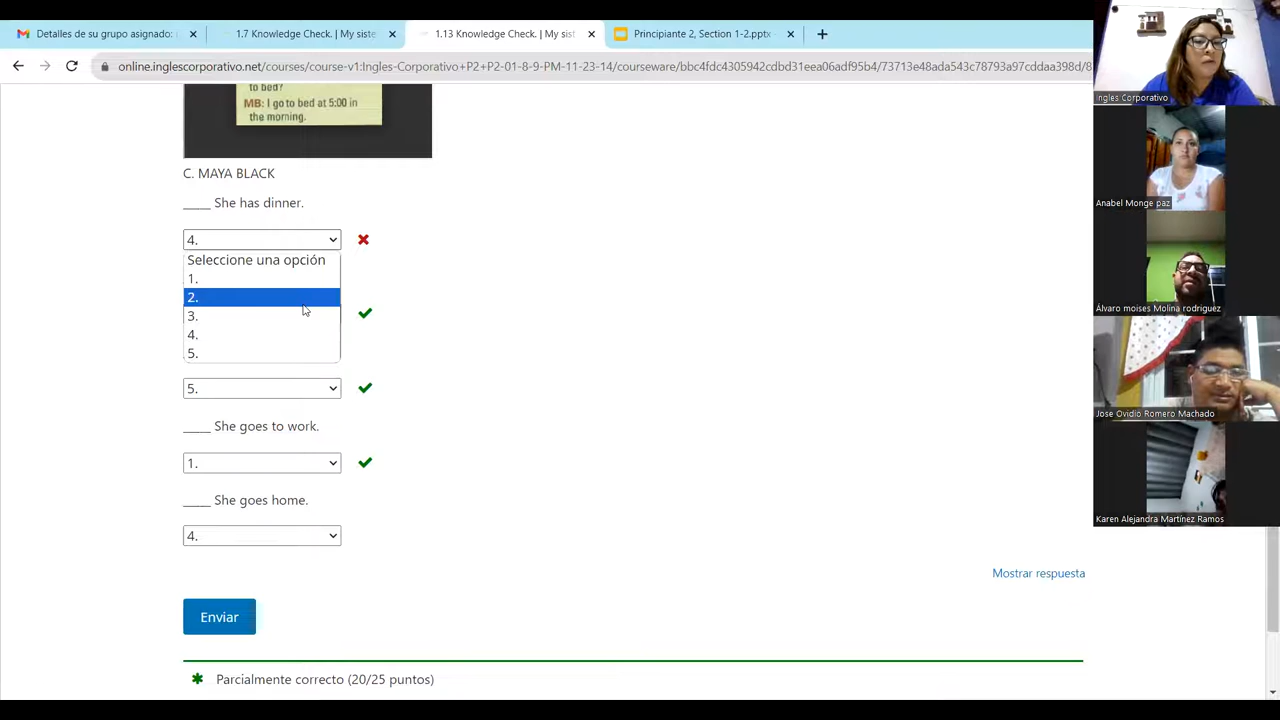 Detalles de su grupo asignado:
1.7 Knowledge Check. | My siste
1.13 Knowledge Check. | My sist
Principiante 2, Section 1-2.pptx
online.inglescorporativo.net/courses/course-v1:Ingles-Corporativo+P2+P2-01-19-PM-11-23-14/courseware/bbc4fdc4305942cdbd31eea06adf95b4/73713e48ada543c78793a97cddaa398d/8
to bed?
MB: I go to bed at 5:00 in
the morning.
C. MAYA BLACK
____ She has dinner.
4.
Seleccione una opción
1.
2.
3.
4.
5.
5.
____ She goes to work.
1.
____ She goes home.
4.
Mostrar respuesta
Enviar
Parcialmente correcto (20/25 puntos)
Ingles Corporativo
Anabel Monge paz
Álvaro moises Molina rodriguez
Jose Ovidio Romero Machado
Karen Alejandra Martínez Ramos